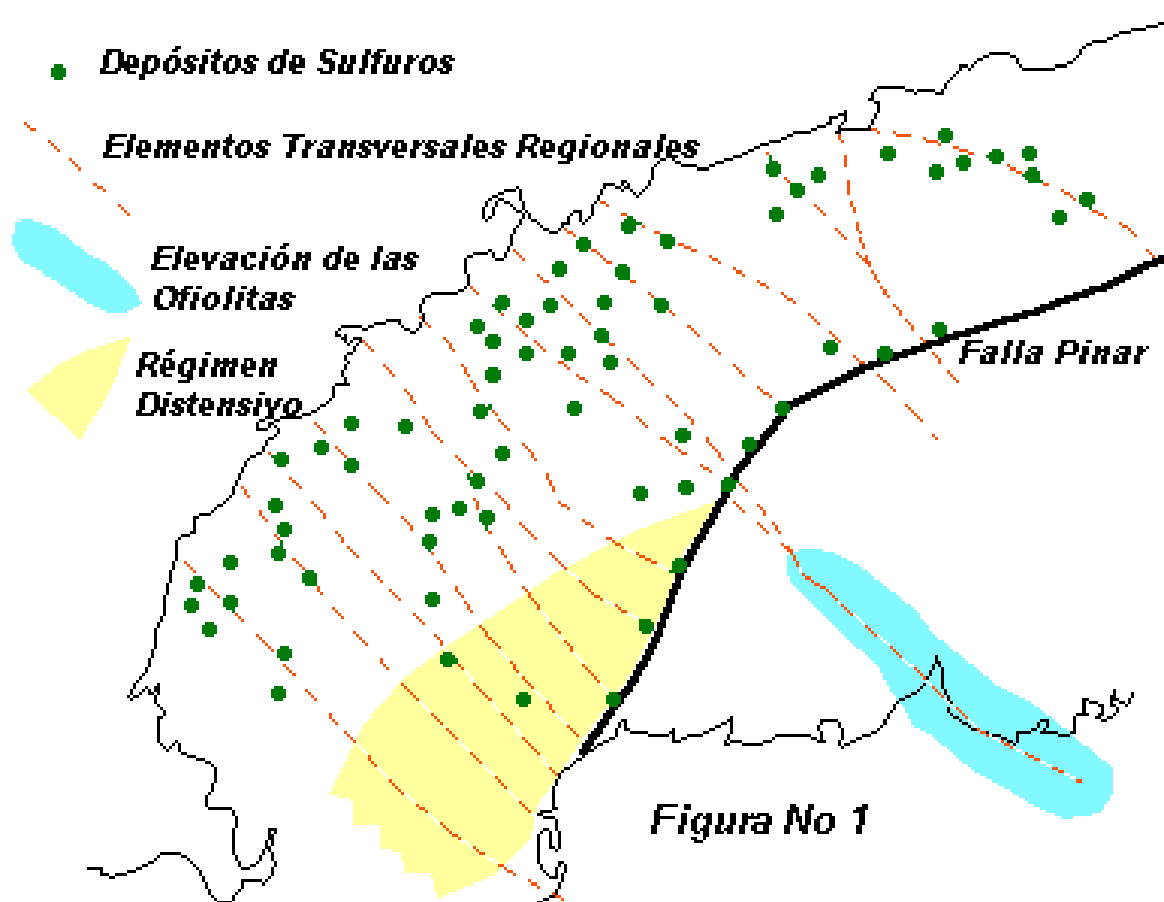 Depósitos de Sulfuros
Elementos Transversales Regionales
Elevación de las
Ofiolitas
Régimen
Distensivo
Falla Pinar
Figura No 1